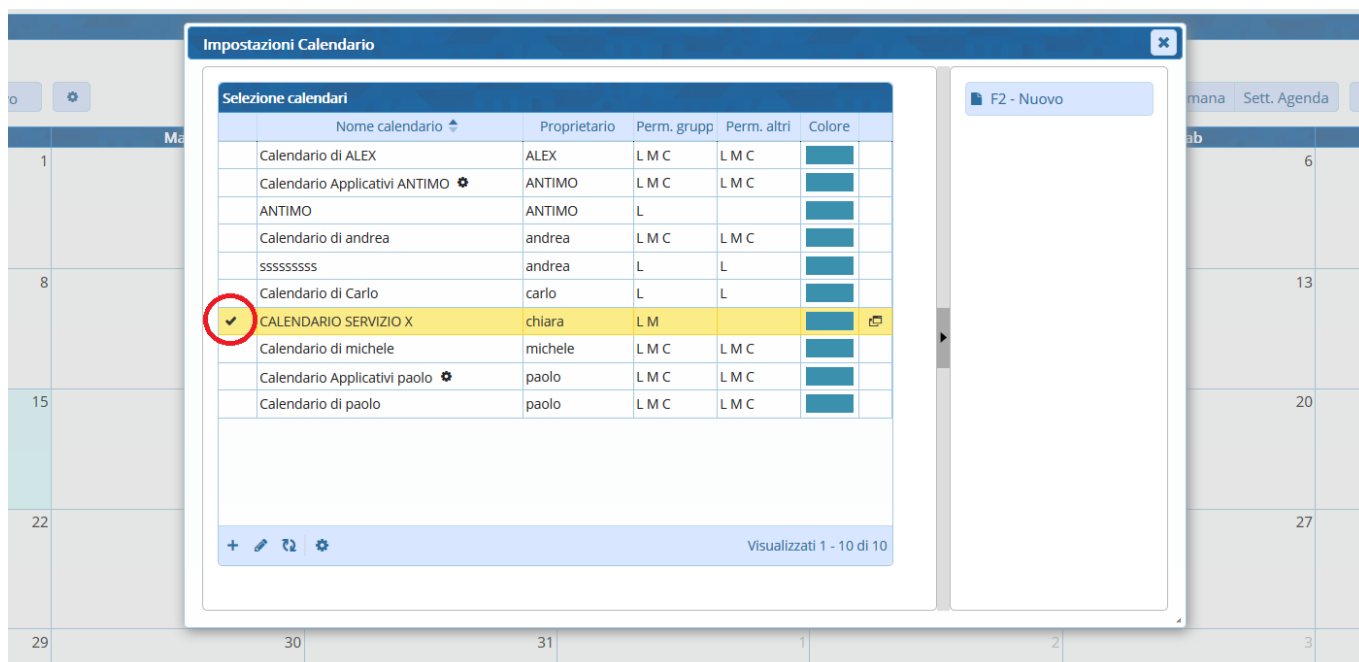 Impostazioni Calendario
Selezione calendari
F2 - Nuovo
vo
mana Sett. Agenda
Nome calendario Proprietario Perm. grupp Perm. altri Colore
Ma
ab
Calendario di ALEX ALEX L M C L M C
1
6
Calendario Applicativi ANTIMO ANTIMO L M C L M C
ANTIMO ANTIMO L
Calendario di andrea andrea L M C L M C
sssssssss andrea L L
8
13
Calendario di Carlo carlo L L
CALENDARIO SERVIZIO X chiara L M
Calendario di michele michele L M C L M C
Calendario Applicativi paolo paolo L M C L M C
Calendario di paolo paolo L M C L M C
15
20
22
27
Visualizzati 1 - 10 di 10
29 30 31 1 2 3